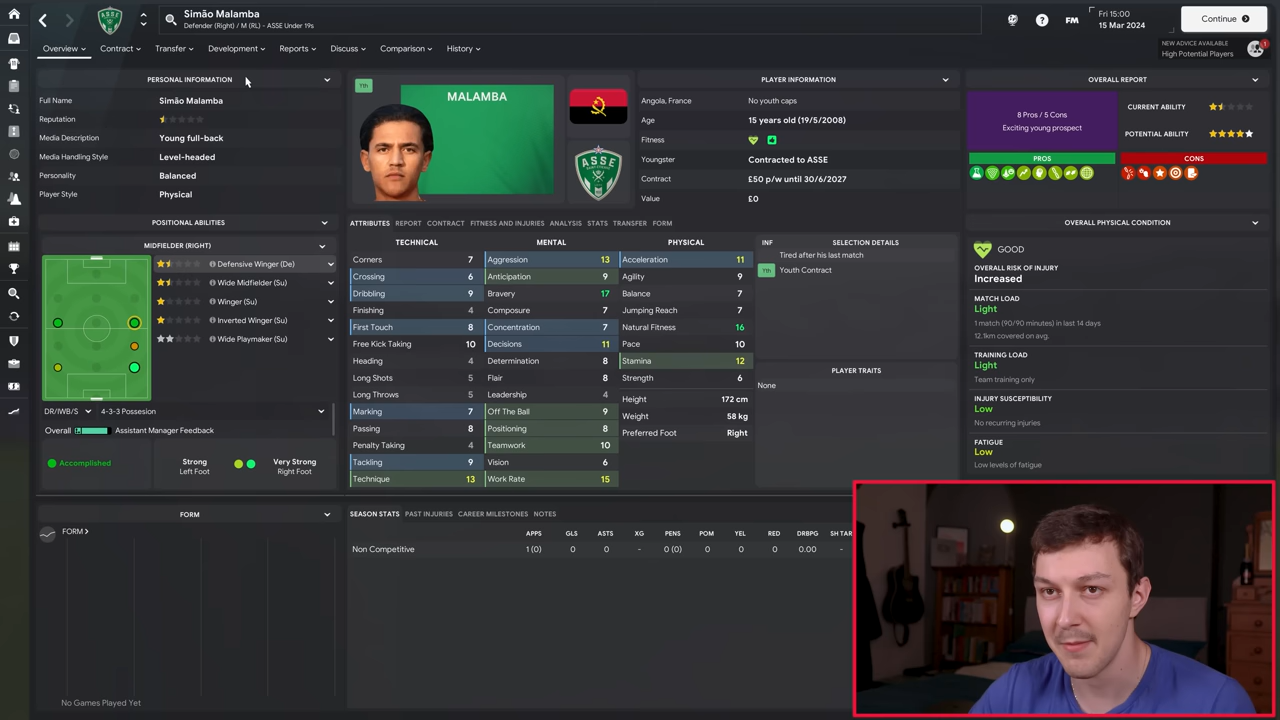 Simão Malamba
Defender (Right) / M (RL) - ASSE Under 19s
FM
Fri 15:00
15 Mar 2024
Continue
Overview
Contract
Transfer
Development
Reports
Discuss
Comparison
History
NEW ADVICE AVAILABLE
High Potential Players
1
PERSONAL INFORMATION
Full Name Simão Malamba
Reputation
Media Description Young full-back
Media Handling Style Level-headed
Personality Balanced
Player Style Physical
POSITIONAL ABILITIES
MIDFIELDER (RIGHT)
Defensive Winger (De)
Wide Midfielder (Su)
Winger (Su)
Inverted Winger (Su)
Wide Playmaker (Su)
DR/IWB/S 4-3-3 Possesion
Overall Assistant Manager Feedback
Accomplished
Strong
Left Foot
Very Strong
Right Foot
FORM
FORM >
No Games Played Yet
Yth
MALAMBA
ASSE
PLAYER INFORMATION
Angola, France No youth caps
Age 15 years old (19/5/2008)
Fitness
Youngster Contracted to ASSE
Contract £50 p/w until 30/6/2027
Value £0
ATTRIBUTES REPORT CONTRACT FITNESS AND INJURIES ANALYSIS STATS TRANSFER FORM
TECHNICAL
Corners 7
Crossing 6
Dribbling 9
Finishing 4
First Touch 8
Free Kick Taking 10
Heading 4
Long Shots 5
Long Throws 5
Marking 7
Passing 8
Penalty Taking 4
Tackling 9
Technique 13
MENTAL
Aggression 13
Anticipation 9
Bravery 17
Composure 7
Concentration 7
Decisions 11
Determination 8
Flair 8
Leadership 4
Off The Ball 9
Positioning 8
Teamwork 10
Vision 6
Work Rate 15
PHYSICAL
Acceleration 11
Agility 9
Balance 7
Jumping Reach 7
Natural Fitness 16
Pace 10
Stamina 12
Strength 6
Height 172 cm
Weight 58 kg
Preferred Foot Right
INF SELECTION DETAILS
Tired after his last match
Yth Youth Contract
PLAYER TRAITS
None
SEASON STATS PAST INJURIES CAREER MILESTONES NOTES
APPS GLS ASTS XG PENS POM YEL RED DRBPG SH TAR
Non Competitive 1 (0) 0 0 - 0 (0) 0 0 0 0.00 -
OVERALL REPORT
8 Pros / 5 Cons
Exciting young prospect
CURRENT ABILITY
POTENTIAL ABILITY
PROS
CONS
OVERALL PHYSICAL CONDITION
GOOD
OVERALL RISK OF INJURY
Increased
MATCH LOAD
Light
1 match (90/90 minutes) in last 14 days
12.1km covered on avg.
TRAINING LOAD
Light
Team training only
INJURY SUSCEPTIBILITY
Low
No recurring injuries
FATIGUE
Low
Low levels of fatigue